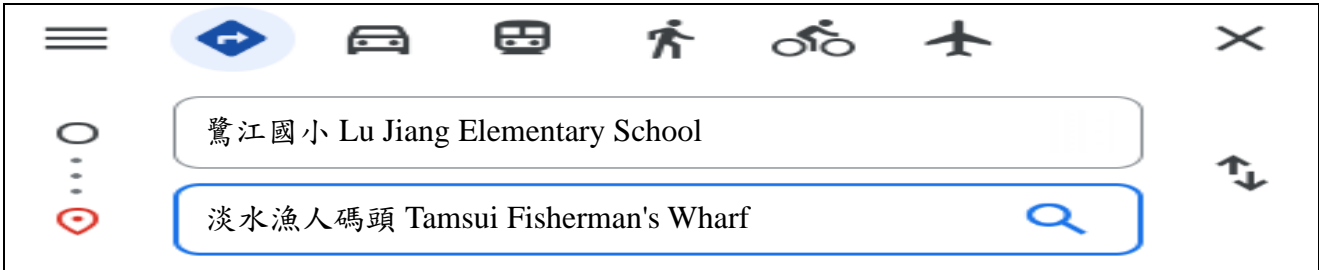 鷺江國小 Lu Jiang Elementary School
淡水漁人碼頭 Tamsui Fisherman's Wharf